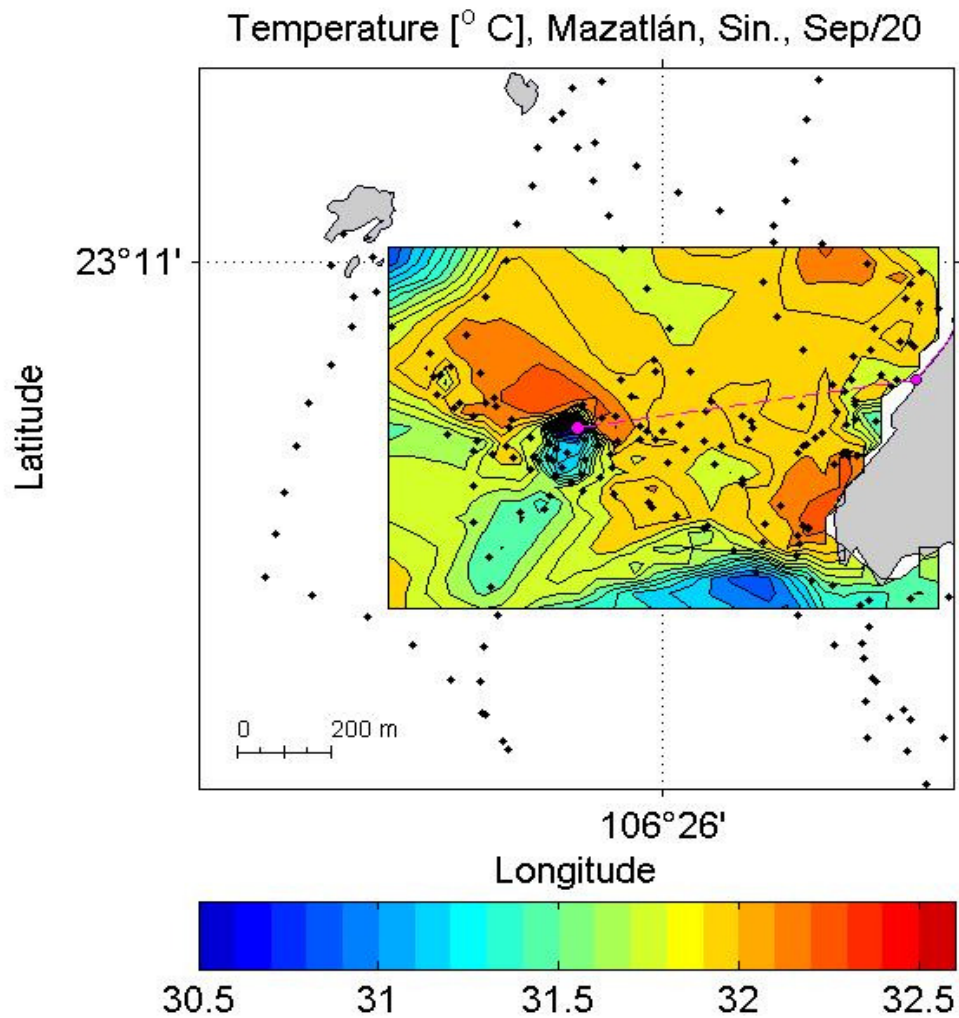 Temperature [° C], Mazatlán, Sin., Sep/20
23°11'
Latitude
0 200 m
106°26'
Longitude
30.5 31 31.5 32 32.5